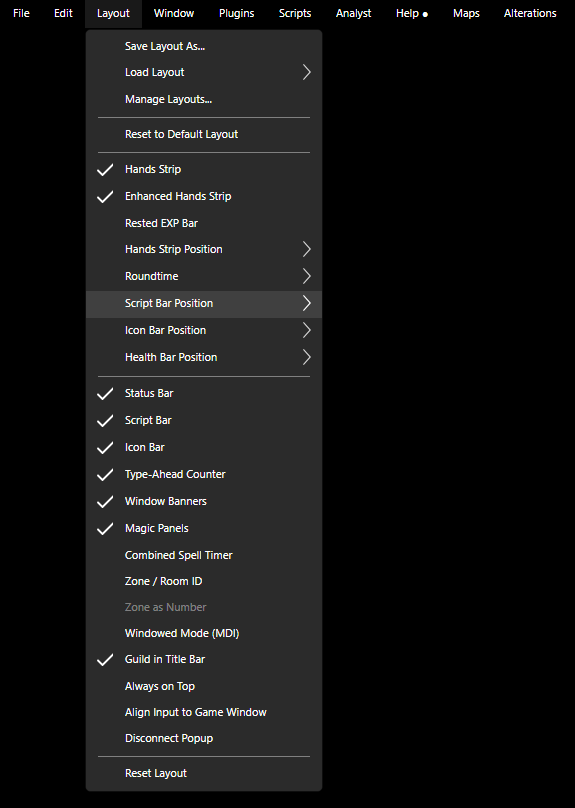 File Edit Layout Window Plugins Scripts Analyst Help ● Maps Alterations
Save Layout As...
Load Layout
Manage Layouts...
Reset to Default Layout
Hands Strip
Enhanced Hands Strip
Rested EXP Bar
Hands Strip Position
Roundtime
Script Bar Position
Icon Bar Position
Health Bar Position
Status Bar
Script Bar
Icon Bar
Type-Ahead Counter
Window Banners
Magic Panels
Combined Spell Timer
Zone / Room ID
Zone as Number
Windowed Mode (MDI)
Guild in Title Bar
Always on Top
Align Input to Game Window
Disconnect Popup
Reset Layout